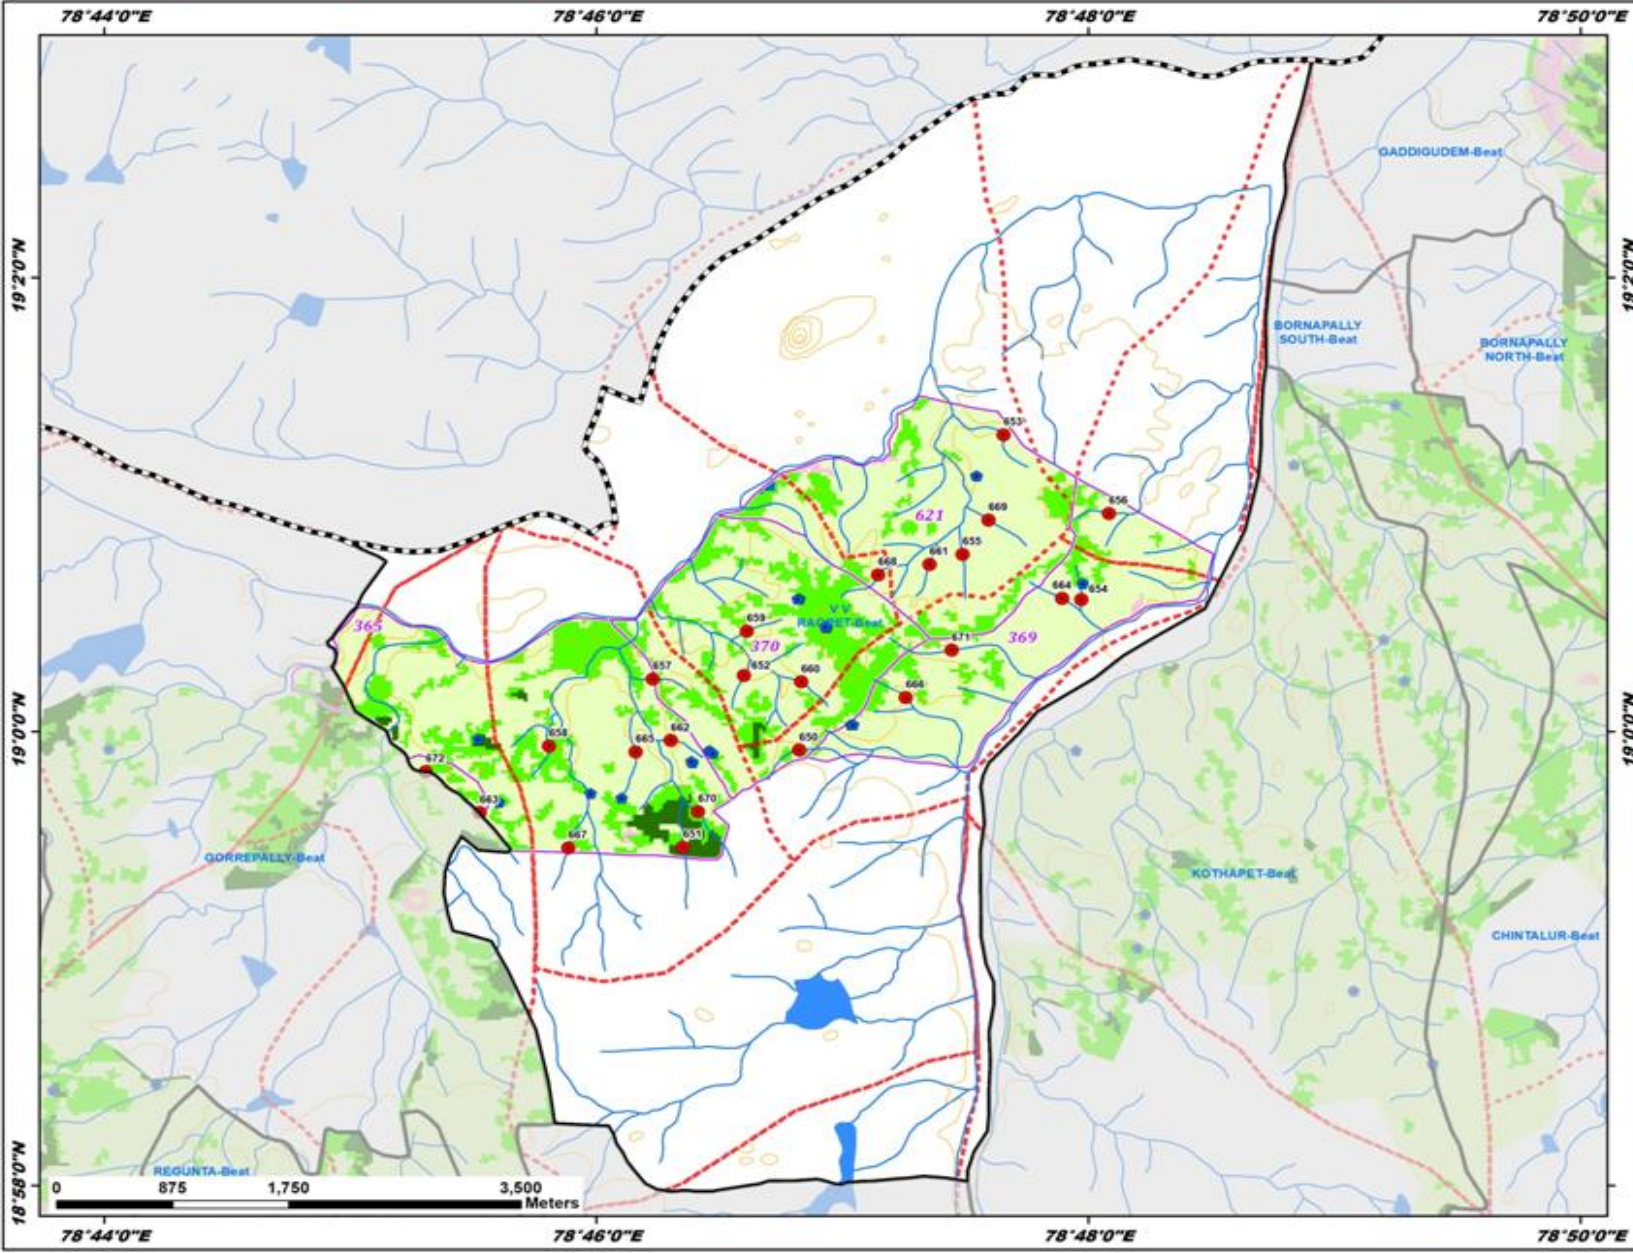 78°44'0"E
78°46'0"E
78°48'0"E
78°50'0"E
GADDIGUDEM-Beat
19°2'0"N
19°2'0"N
BORNAPALLY
SOUTH-Beat
BORNAPALLY
NORTH-Beat
653
656
621
669
655
661
668
664
654
V V
RAOPET-Beat
365
659
370
671
369
657
652
660
666
19°0'0"N
19°0'0"N
658
662
665
650
672
663
670
667
651
GORREPALLY-Beat
KOTHAPET-Beat
CHINTALUR-Beat
REGUNTA-Beat
18°58'0"N
0
875
1,750
3,500
Meters
78°44'0"E
78°46'0"E
78°48'0"E
78°50'0"E